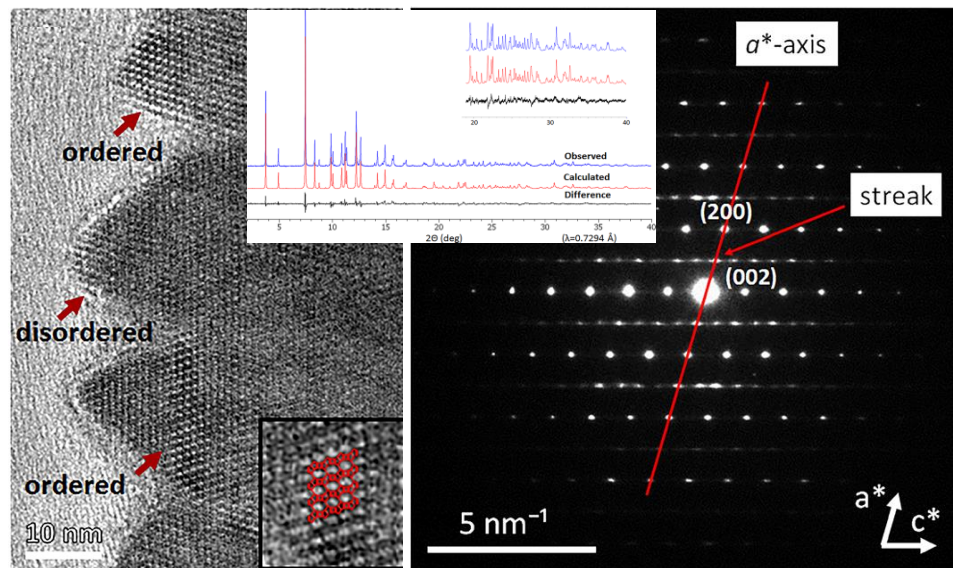 ordered
disordered
ordered
10 nm
Observed
Calculated
Difference
5 10 15 20 25 30 35 40
2Θ (deg) (λ=0.7294 Å)
20 30 40
a*-axis
streak
(200)
(002)
5 nm⁻¹
a*
c*